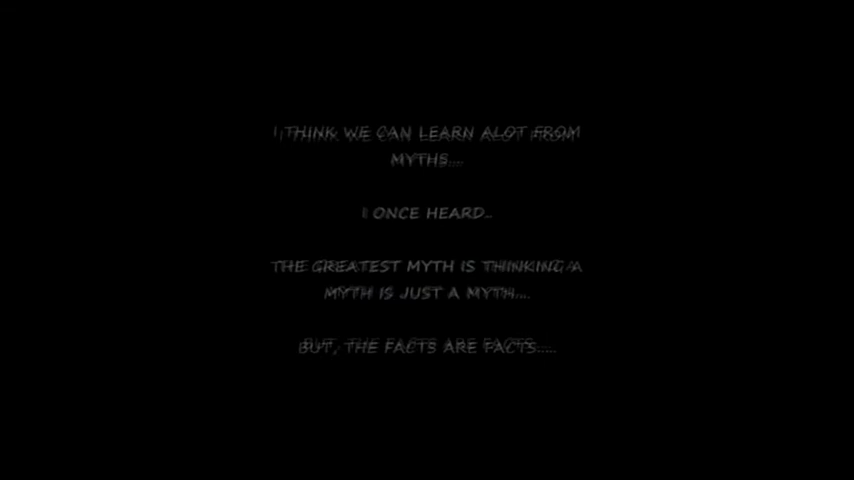 I THINK WE CAN LEARN ALOT FROM
MYTHS....
I ONCE HEARD..
THE GREATEST MYTH IS THINKING A
MYTH IS JUST A MYTH....
BUT, THE FACTS ARE FACTS.....